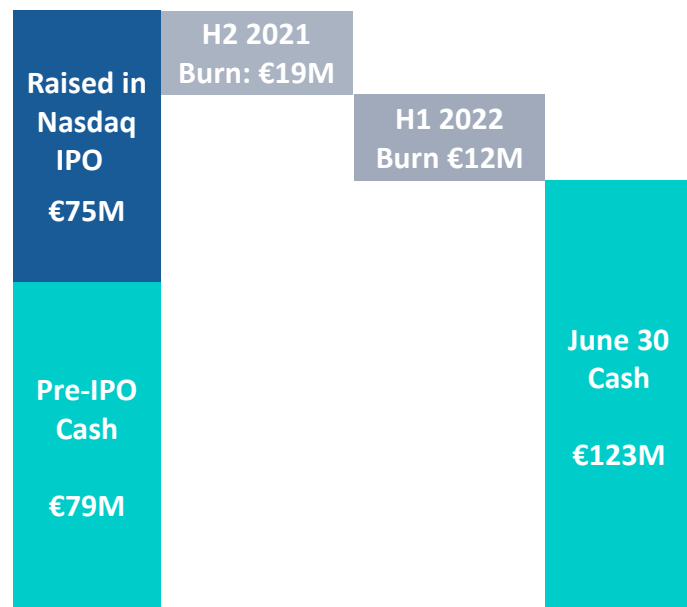 Raised in
Nasdaq
IPO
€75M
Pre-IPO
Cash
€79M
H2 2021
Burn: €19M
H1 2022
Burn €12M
June 30
Cash
€123M